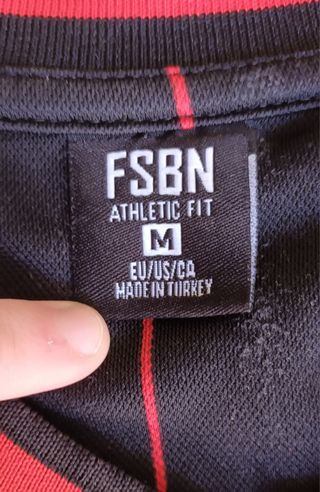 FSBN
ATHLETIC FIT
M
EU/US/CA
MADE IN TURKEY